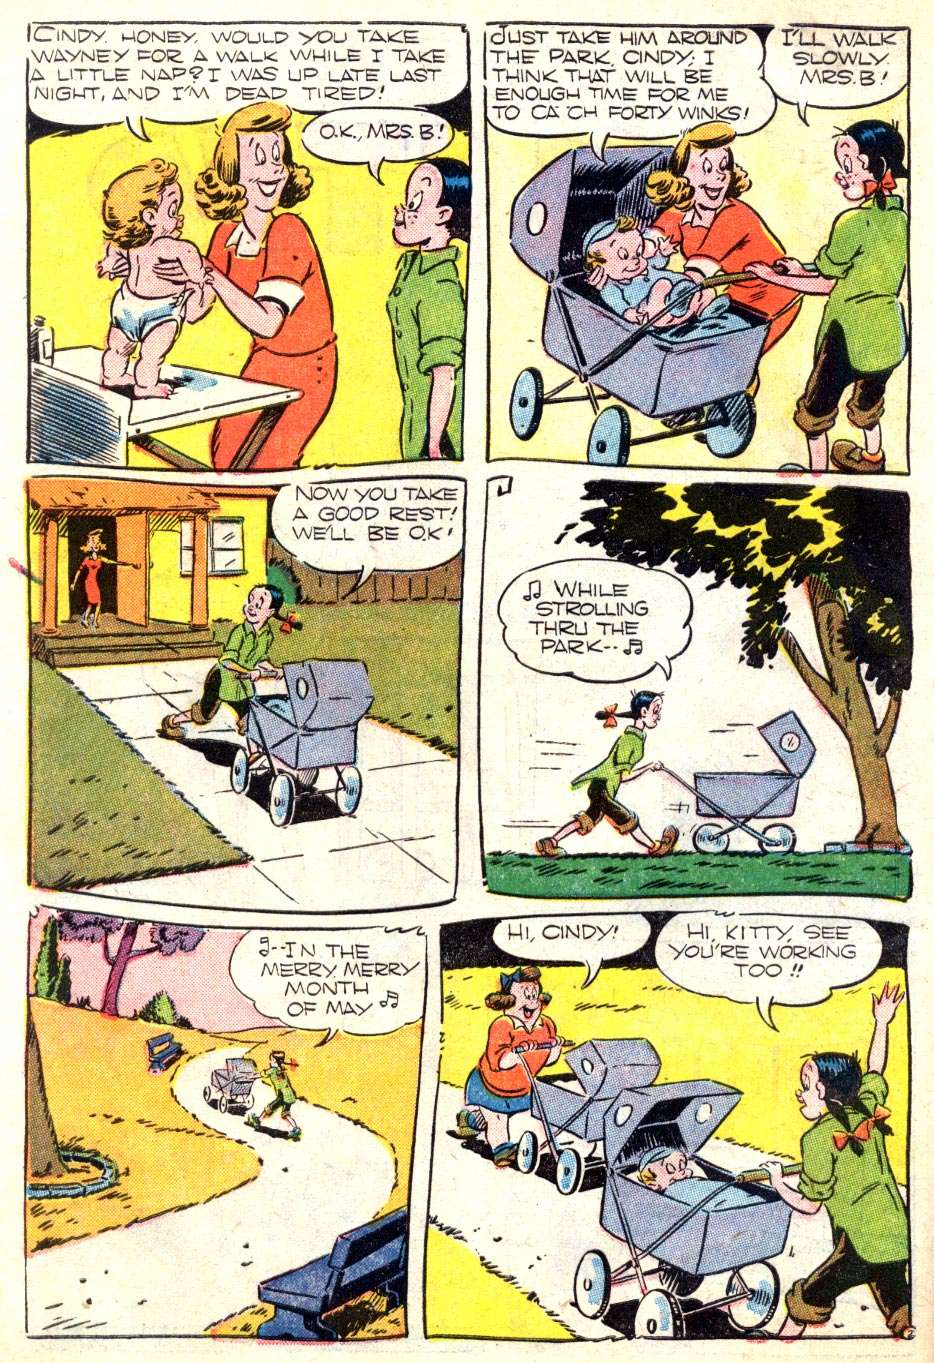 CINDY, HONEY, WOULD YOU TAKE
WAYNEY FOR A WALK WHILE I TAKE
A LITTLE NAP? I WAS UP LATE LAST
NIGHT, AND I'M DEAD TIRED!
O.K., MRS. B!
JUST TAKE HIM AROUND
THE PARK, CINDY; I
THINK THAT WILL BE
ENOUGH TIME FOR ME
TO CA'CH FORTY WINKS!
I'LL WALK
SLOWLY
MRS. B!
NOW YOU TAKE
A GOOD REST!
WE'LL BE O.K!
♫ WHILE
STROLLING
THRU THE
PARK-- ♫
♫--IN THE
MERRY, MERRY
MONTH
OF MAY ♫
HI, CINDY!
HI, KITTY, SEE
YOU'RE WORKING
TOO!!
2